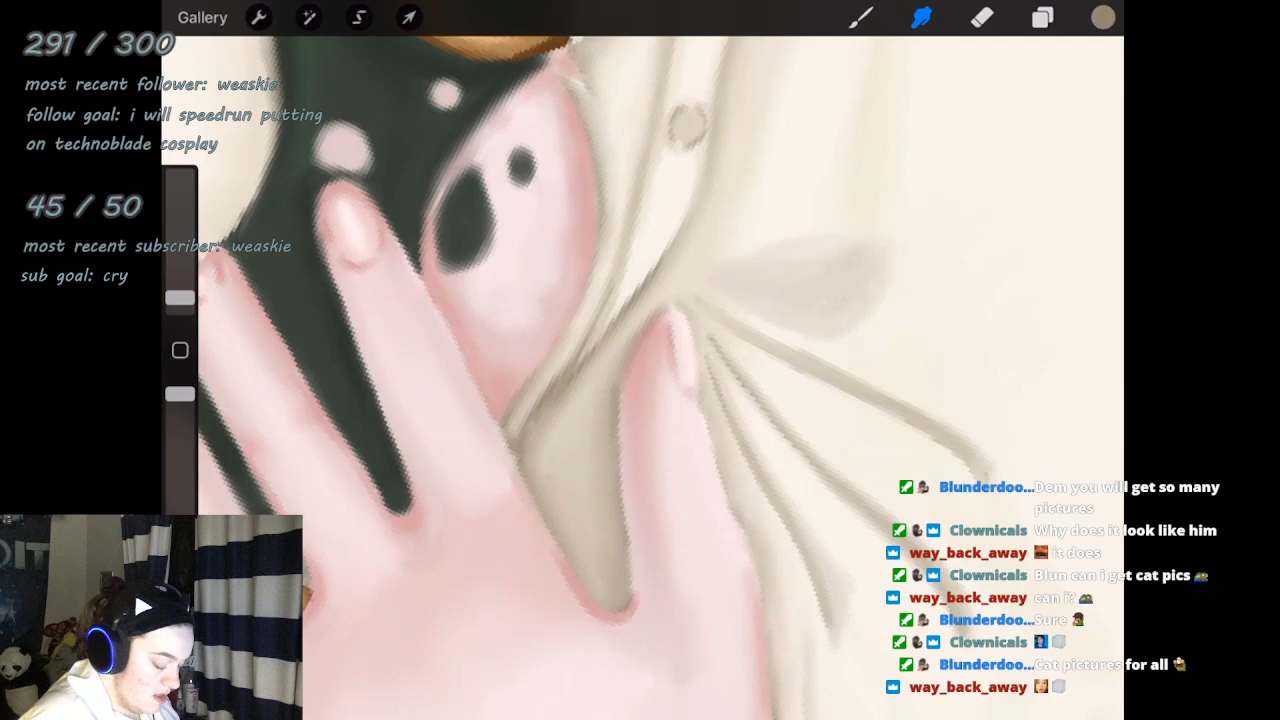 Gallery
291 / 300
most recent follower: weaskie
follow goal: i will speedrun putting
on technoblade cosplay
45 / 50
most recent subscriber: weaskie
sub goal: cry
Blunderdoo... Dem you will get so many
pictures
Clownicals Why does it look like him
way_back_away it does
Clownicals Blun can i get cat pics
way_back_away can i?
Blunderdoo... Sure
Clownicals
Blunderdoo... Cat pictures for all
way_back_away